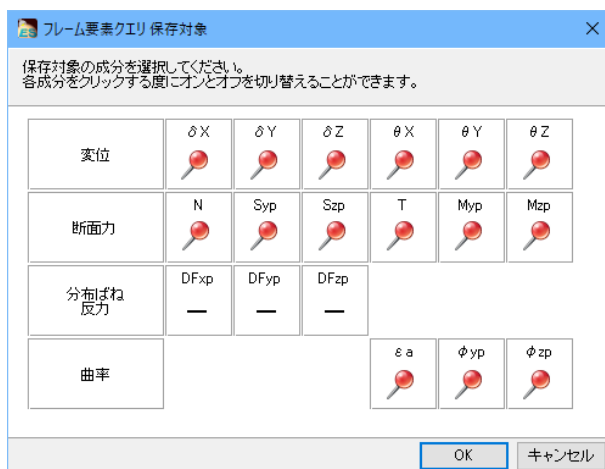 フレーム要素クエリ 保存対象
保存対象の成分を選択してください。
各成分をクリックする度にオンとオフを切り替えることができます。
δX δY δZ θX θY θZ
変位
N Syp Szp T Myp Mzp
断面力
DFxp DFyp DFzp
分布ばね
反力
εa φyp φzp
曲率
OK キャンセル